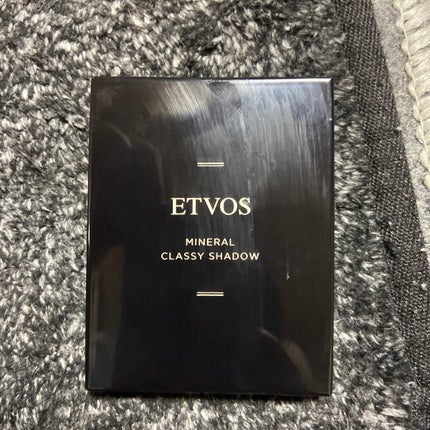 ETVOS
MINERAL
CLASSY SHADOW